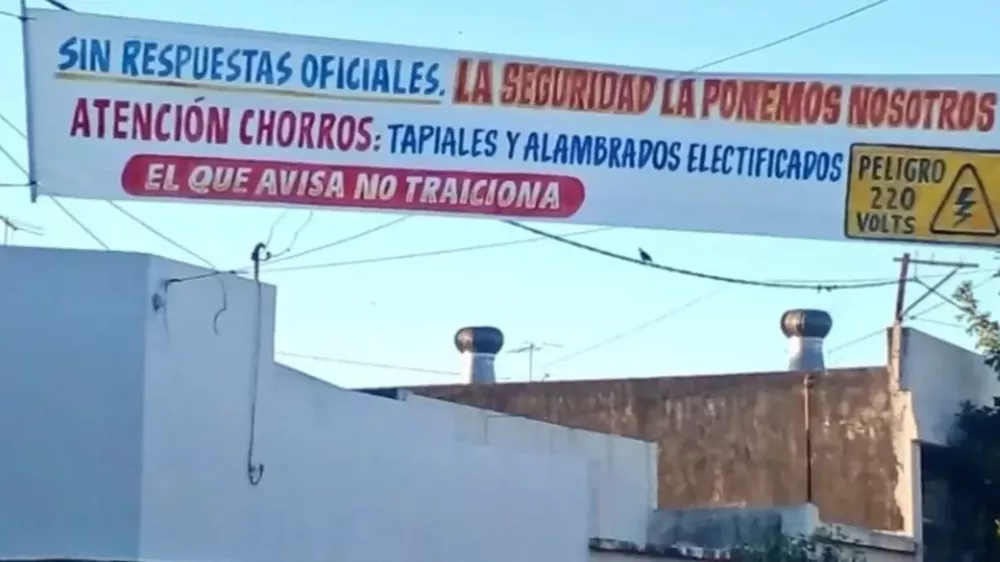 SIN RESPUESTAS OFICIALES. LA SEGURIDAD LA PONEMOS NOSOTROS
ATENCIÓN CHORROS: TAPIALES Y ALAMBRADOS ELECTIFICADOS
EL QUE AVISA NO TRAICIONA
PELIGRO
220
VOLTS